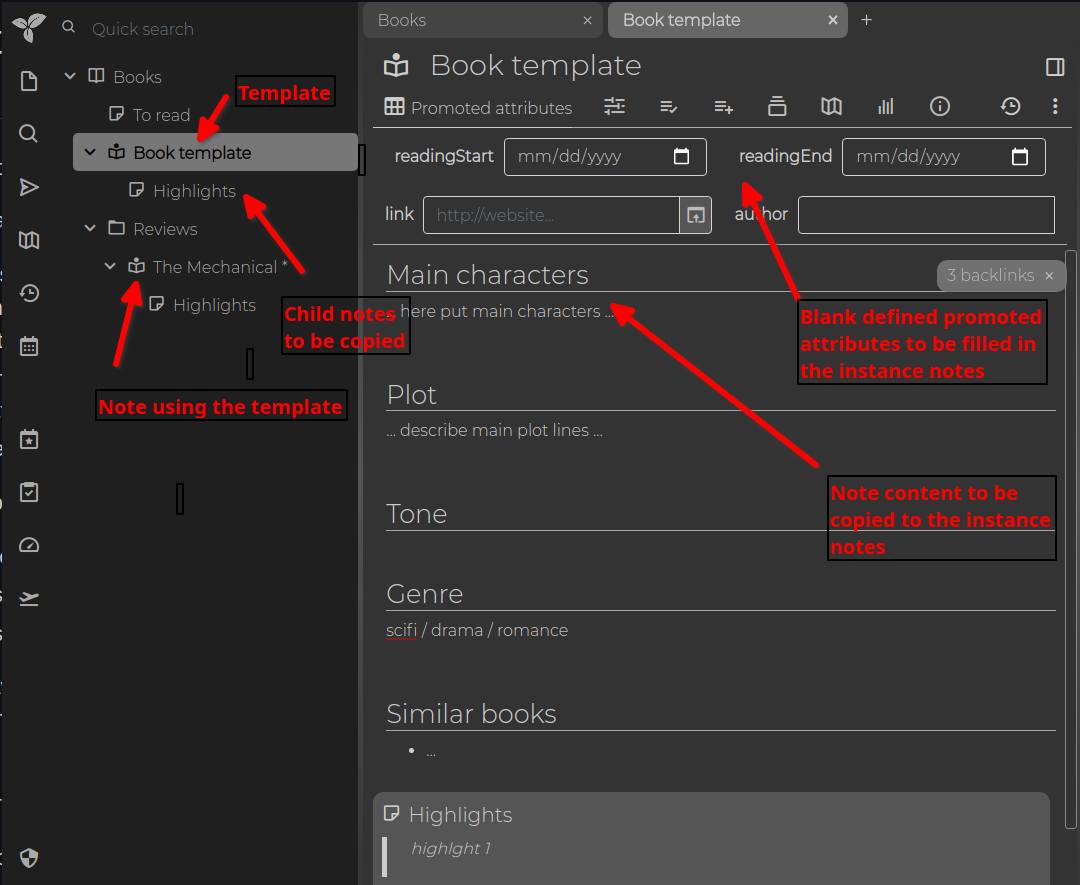 Quick search
Books
To read
Book template
Highlights
Reviews
The Mechanical *
Highlights
Template
Child notes
to be copied
Note using the template
Books ×
Book template × +
Book template
Promoted attributes
readingStart mm/dd/yyyy readingEnd mm/dd/yyyy
link http://website... author
Main characters
3 backlinks ×
... here put main characters ...
Blank defined promoted
attributes to be filled in
the instance notes
Plot
... describe main plot lines ...
Note content to be
copied to the instance
notes
Tone
Genre
scifi / drama / romance
Similar books
• ...
Highlights
highlght 1